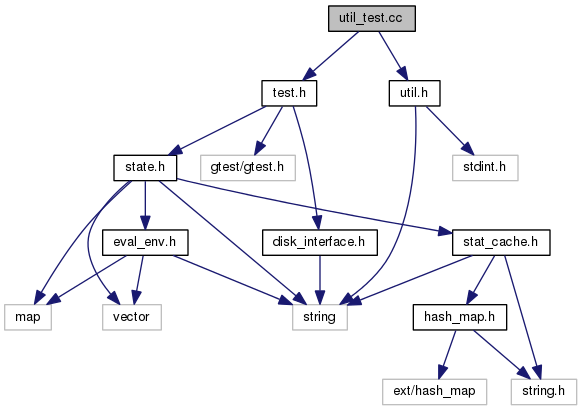 util_test.cc
test.h
util.h
state.h
gtest/gtest.h
stdint.h
eval_env.h
disk_interface.h
stat_cache.h
map
vector
string
hash_map.h
ext/hash_map
string.h